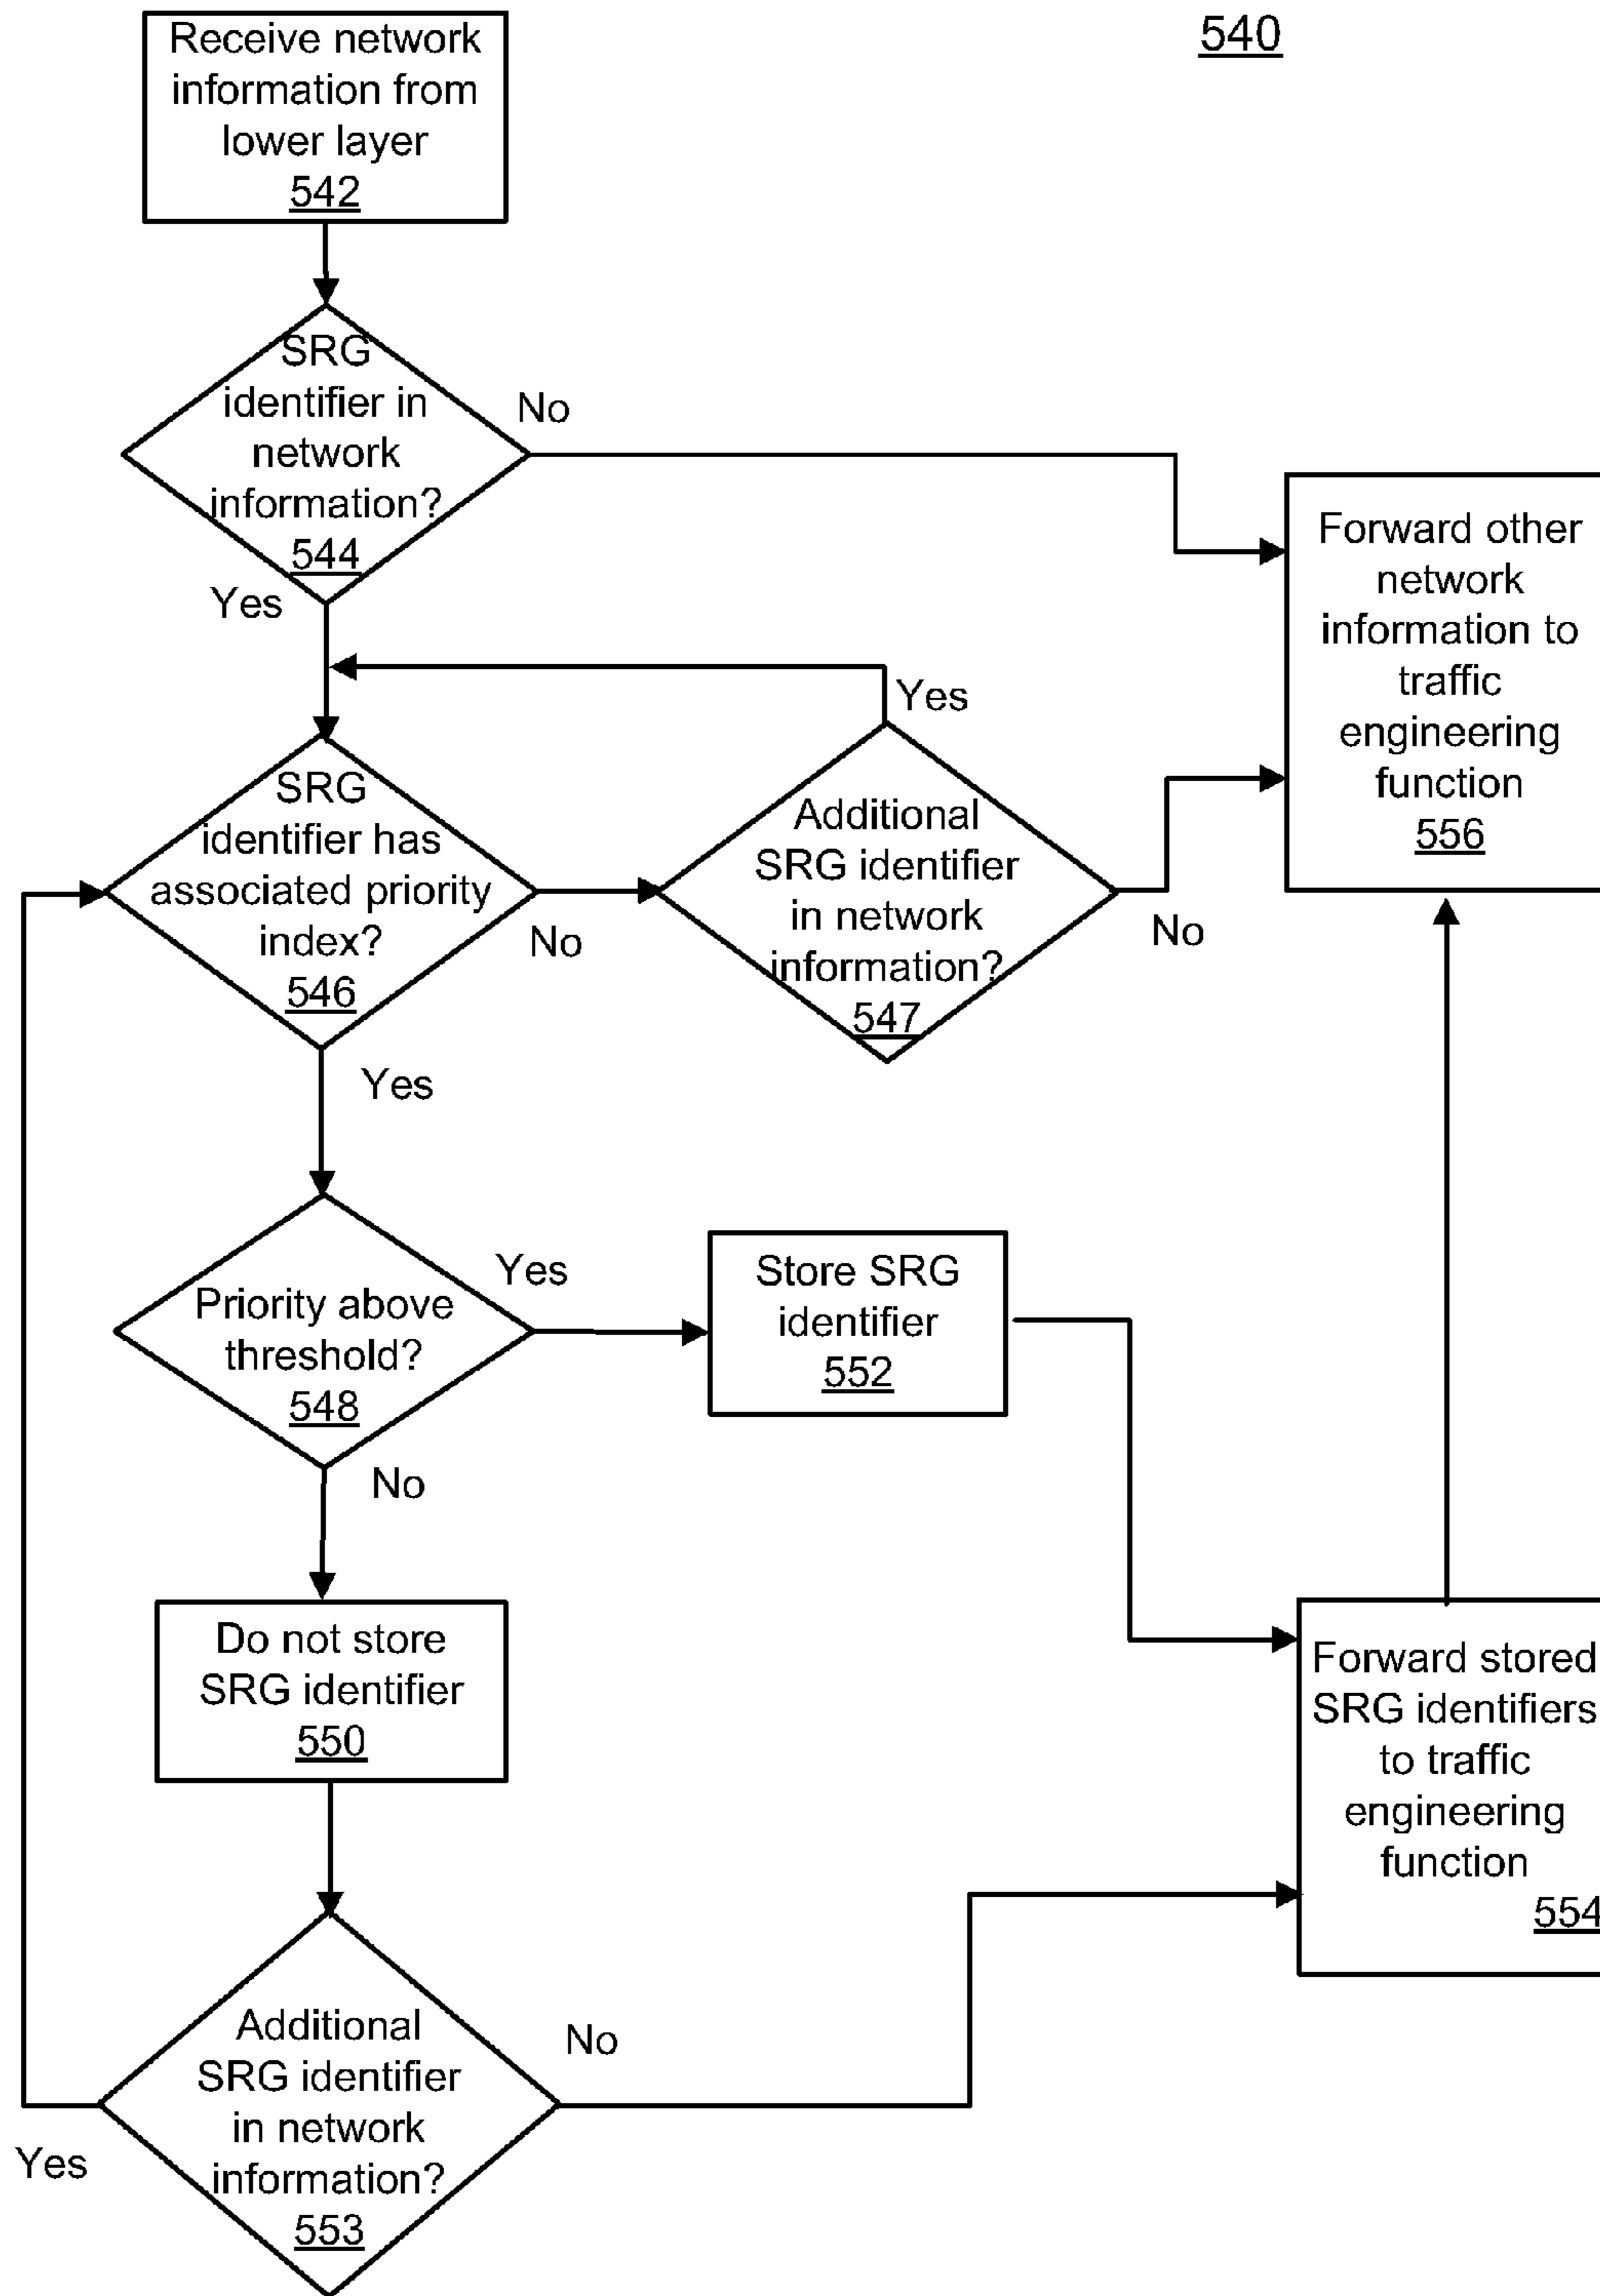 540
Receive network
information from
lower layer
542
SRG
identifier in
network
information?
544
No
Yes
Forward other
network
information to
traffic
engineering
function
556
Yes
SRG
identifier has
associated priority
index?
546
No
Additional
SRG identifier
in network
information?
547
No
Yes
Priority above
threshold?
548
Yes
Store SRG
identifier
552
No
Do not store
SRG identifier
550
Forward stored
SRG identifiers
to traffic
engineering
function
554
Additional
SRG identifier
in network
information?
553
No
Yes